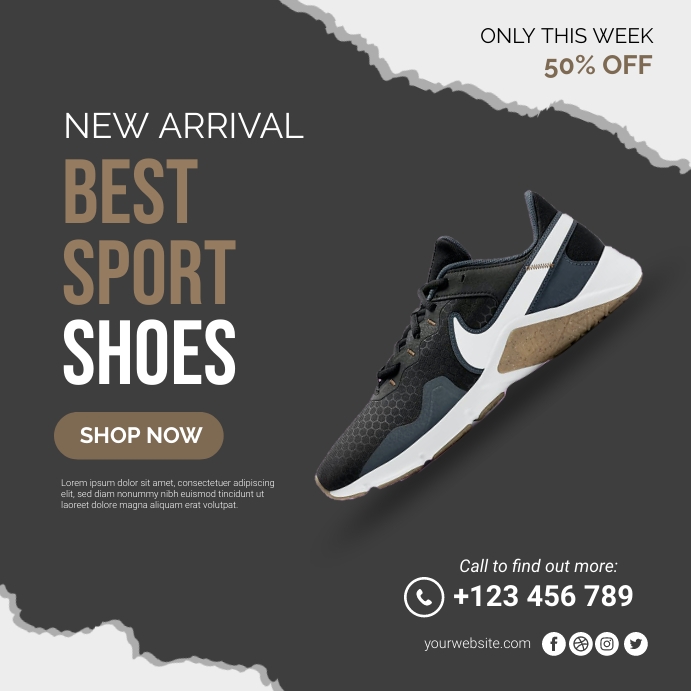 ONLY THIS WEEK
50% OFF
NEW ARRIVAL
BEST
SPORT
SHOES
SHOP NOW
Lorem ipsum dolor sit amet, consectetuer adipiscing
elit, sed diam nonummy nibh euismod tincidunt ut
laoreet dolore magna aliquam erat volutpat.
Call to find out more:
+123 456 789
yourwebsite.com